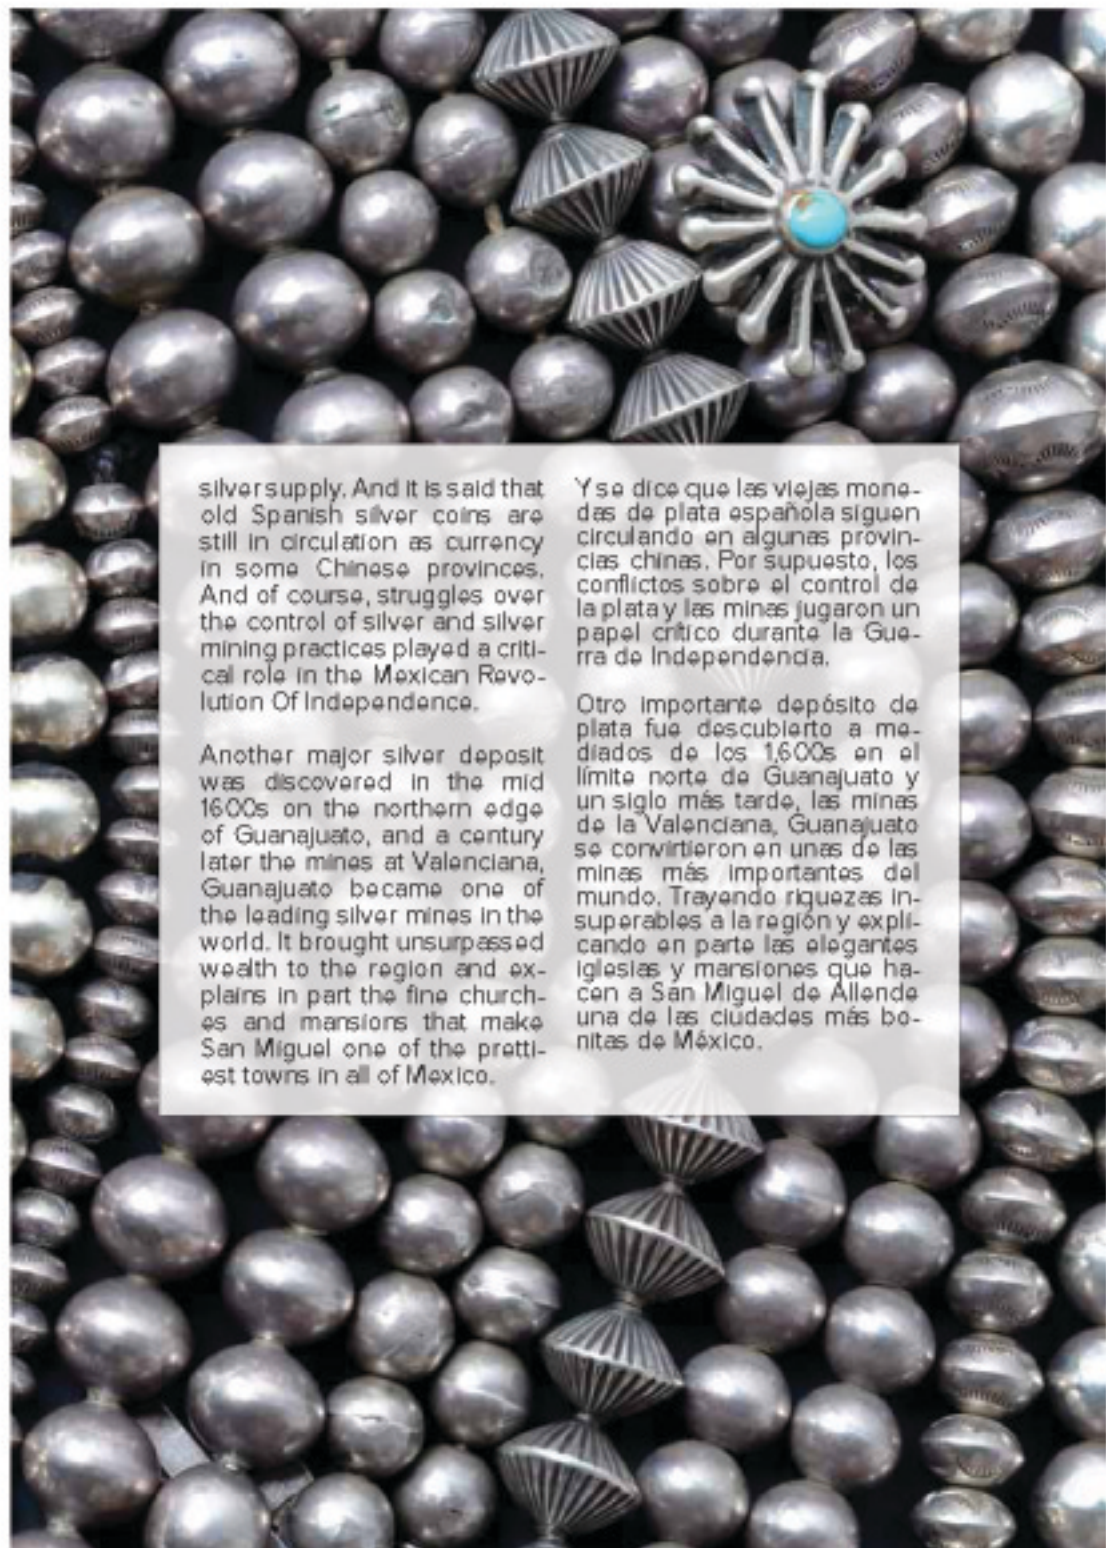 silver supply. And it is said that
old Spanish silver coins are
still in circulation as currency
in some Chinese provinces.
And of course, struggles over
the control of silver and silver
mining practices played a criti-
cal role in the Mexican Revo-
lution Of Independence.
Another major silver deposit
was discovered in the mid
1600s on the northern edge
of Guanajuato, and a century
later the mines at Valenciana,
Guanajuato became one of
the leading silver mines in the
world. It brought unsurpassed
wealth to the region and ex-
plains in part the fine church-
es and mansions that make
San Miguel one of the pretti-
est towns in all of Mexico.
Y se dice que las viejas mone-
das de plata española siguen
circulando en algunas provin-
cias chinas. Por supuesto, los
conflictos sobre el control de
la plata y las minas jugaron un
papel crítico durante la Gue-
rra de Independencia.
Otro importante depósito de
plata fue descubierto a me-
diados de los 1,600s en el
límite norte de Guanajuato y
un siglo más tarde, las minas
de la Valenciana, Guanajuato
se convirtieron en unas de las
minas más importantes del
mundo. Trayendo riquezas in-
superables a la región y expli-
cando en parte las elegantes
iglesias y mansiones que ha-
cen a San Miguel de Allende
una de las ciudades más bo-
nitas de México.